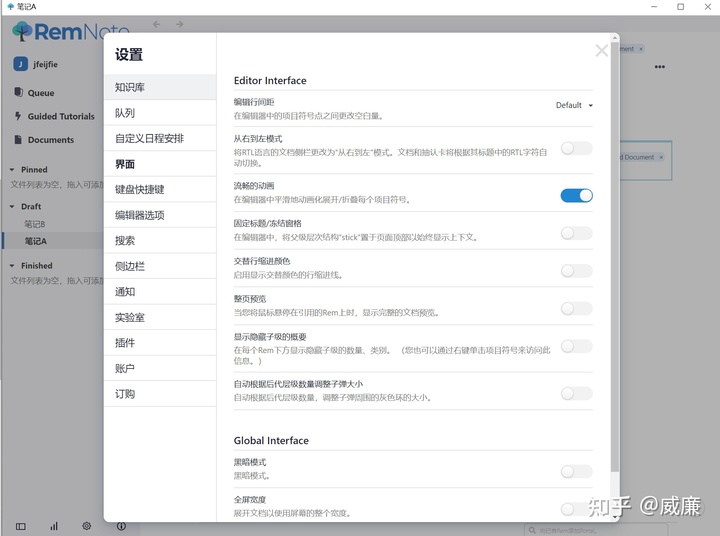 笔记A
RemNote
设置
jfeijfie
Queue
Guided Tutorials
Documents
Pinned
文件列表为空，拖入可添加
Draft
笔记B
笔记A
Finished
文件列表为空，拖入可添加
知识库
队列
自定义日程安排
界面
键盘快捷键
编辑器选项
搜索
侧边栏
通知
实验室
插件
账户
订购
Editor Interface
编辑行间距
Default
在编辑器中的项目符号点之间更改空白量。
从右到左模式
将RTL语言的文档侧栏更改为“从右到左”模式。文档和抽认卡将根据其标题中的RTL字符自
动切换。
流畅的动画
在编辑器中平滑地动画化展开/折叠每个项目符号。
固定标题/冻结窗格
在编辑器中，将父级层次结构“stick”置于页面顶部以始终显示上下文。
交替行缩进颜色
启用显示交替颜色的行缩进线。
整页预览
当您将鼠标悬停在引用的Rem上时，显示完整的文档预览。
显示隐藏子级的概要
在每个Rem下方显示隐藏子级的数量、类别。（您也可以通过右键单击项目符号来访问此
信息。）
自动根据后代层级数量调整子弹大小
自动根据后代层级数量，调整子弹周围的灰色环的大小。
Global Interface
黑暗模式
黑暗模式。
全屏宽度
展开文档以使用屏幕的整个宽度。
d Document
知乎 @威廉